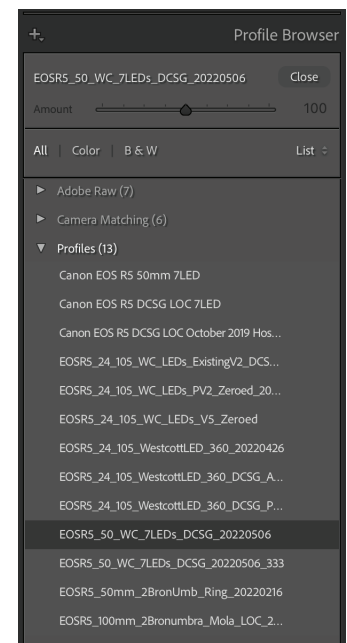 Profile Browser
EOSR5_50_WC_7LEDs_DCSG_20220506 Close
Amount 100
All | Color | B & W List
Adobe Raw (7)
Camera Matching (6)
Profiles (13)
Canon EOS R5 50mm 7LED
Canon EOS R5 DCSG LOC 7LED
Canon EOS R5 DCSG LOC October 2019 Hos...
EOSR5_24_105_WC_LEDs_ExistingV2_DCS...
EOSR5_24_105_WC_LEDs_PV2_Zeroed_20...
EOSR5_24_105_WC_LEDs_V5_Zeroed
EOSR5_24_105_WestcottLED_360_20220426
EOSR5_24_105_WestcottLED_360_DCSG_A...
EOSR5_24_105_WestcottLED_360_DCSG_P...
EOSR5_50_WC_7LEDs_DCSG_20220506
EOSR5_50_WC_7LEDs_DCSG_20220506_333
EOSR5_50mm_2BronUmb_Ring_20220216
EOSR5_100mm_2Bronumbra_Mola_LOC_2...